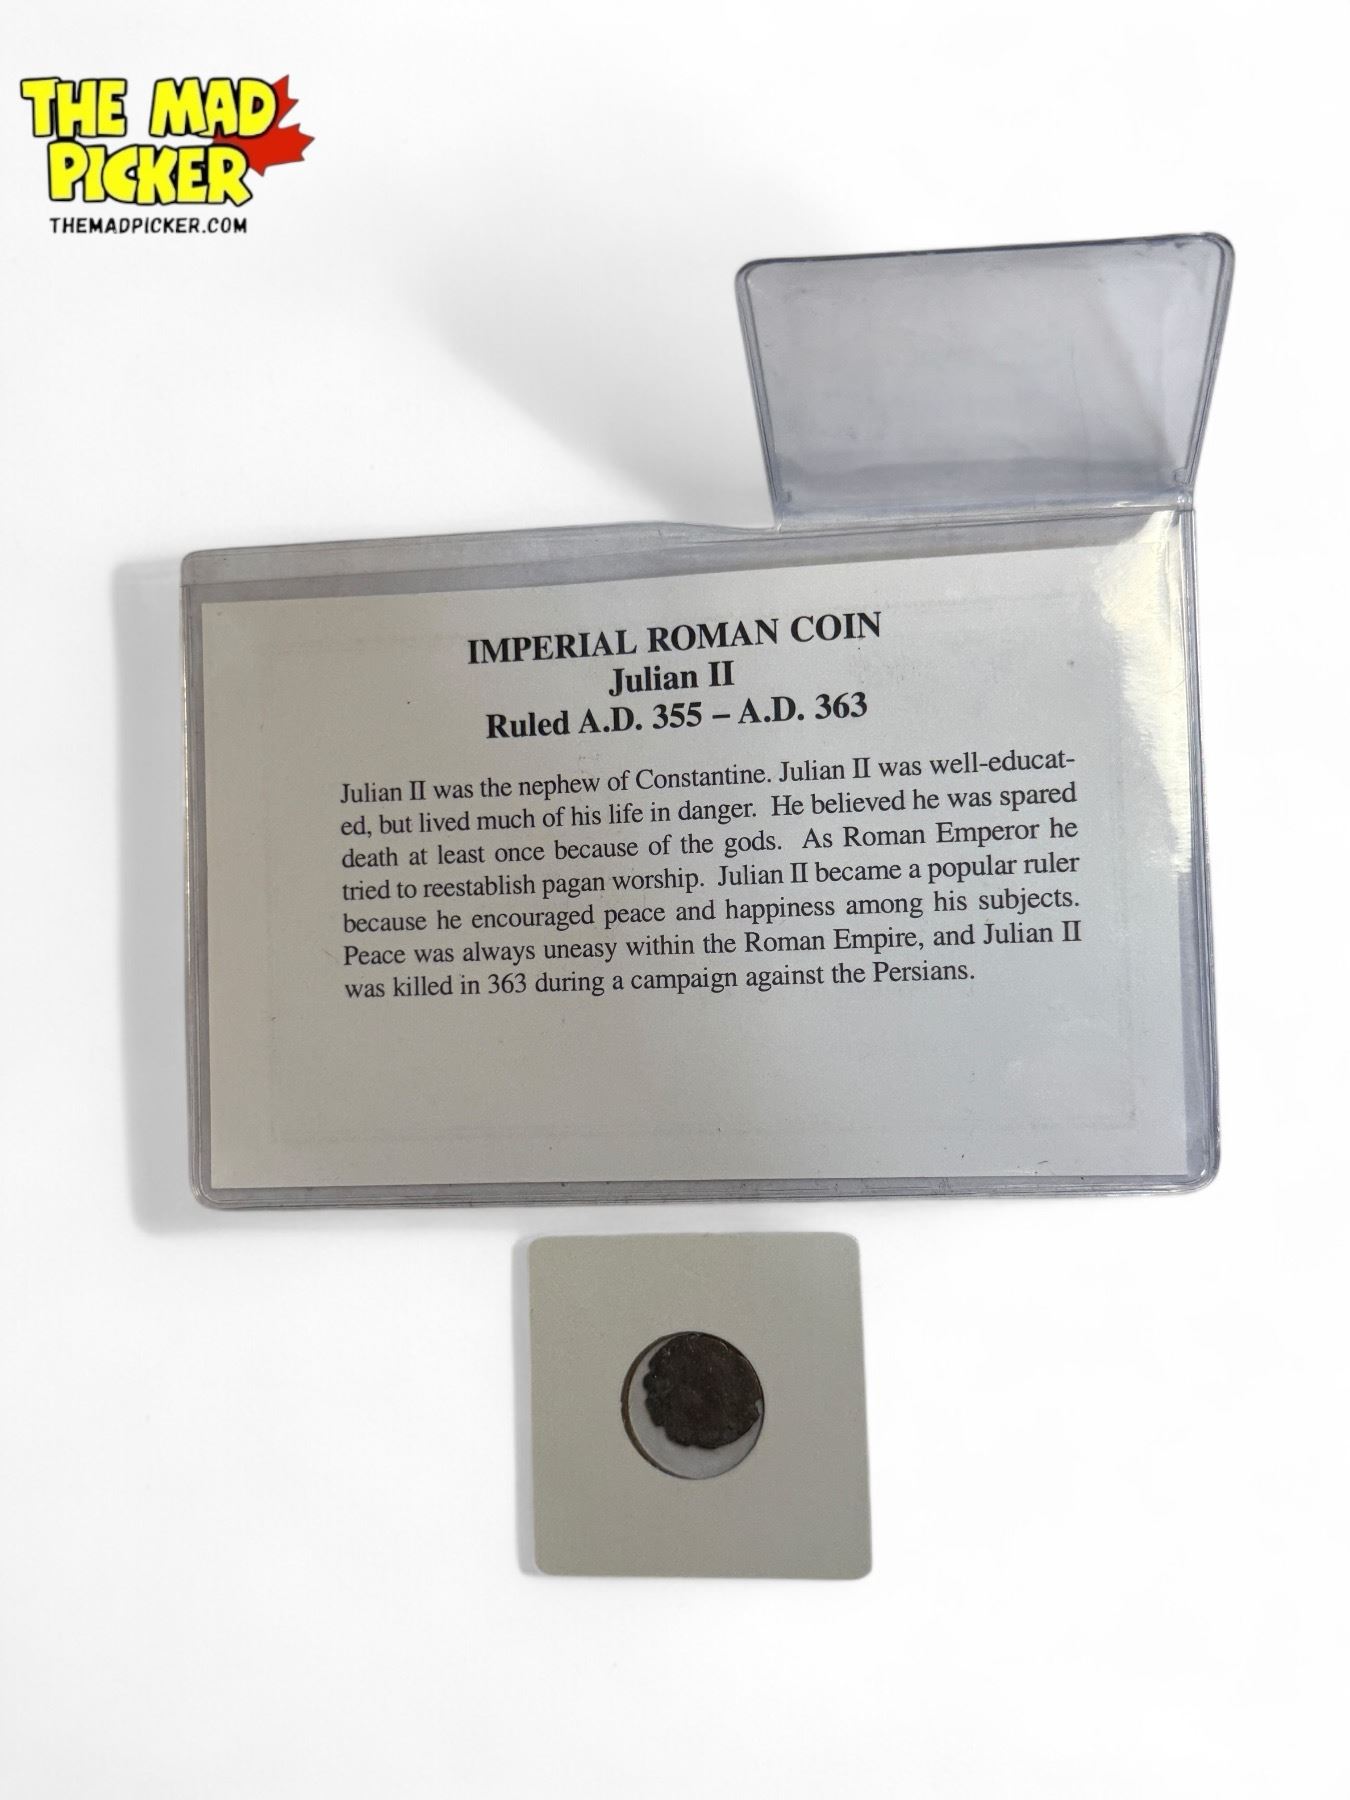 THE MAD
PICKER
THEMADPICKER.COM
IMPERIAL ROMAN COIN
Julian II
Ruled A.D. 355 – A.D. 363
Julian II was the nephew of Constantine. Julian II was well-educat-
ed, but lived much of his life in danger. He believed he was spared
death at least once because of the gods. As Roman Emperor he
tried to reestablish pagan worship. Julian II became a popular ruler
because he encouraged peace and happiness among his subjects.
Peace was always uneasy within the Roman Empire, and Julian II
was killed in 363 during a campaign against the Persians.